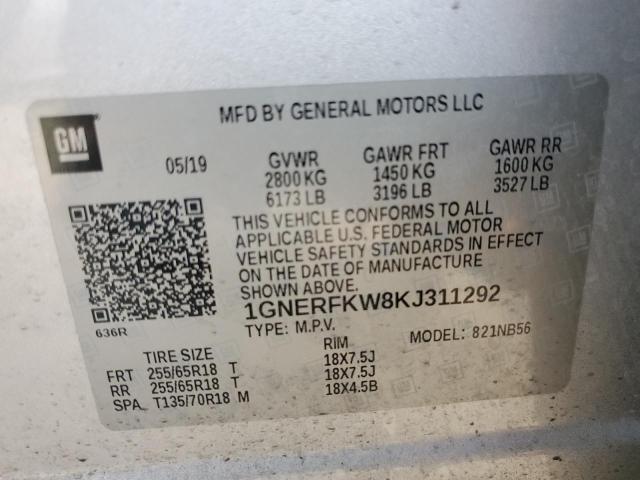 GM
MFD BY GENERAL MOTORS LLC
05/19 GVWR GAWR FRT GAWR RR
2800 KG 1450 KG 1600 KG
6173 LB 3196 LB 3527 LB
THIS VEHICLE CONFORMS TO ALL
APPLICABLE U.S. FEDERAL MOTOR
VEHICLE SAFETY STANDARDS IN EFFECT
ON THE DATE OF MANUFACTURE
SHOWN ABOVE.
1GNERFKW8KJ311292
636R
TYPE: M.P.V. MODEL: 821NB56
TIRE SIZE RIM
FRT 255/65R18 T 18X7.5J
RR 255/65R18 T 18X7.5J
SPA T135/70R18 M 18X4.5B